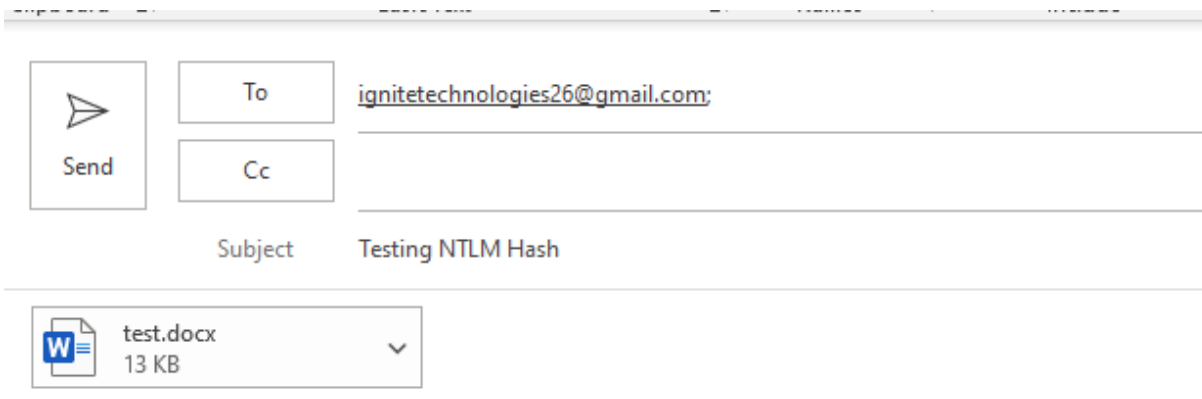 To
ignitetechnologies26@gmail.com;
Send
Cc
Subject Testing NTLM Hash
W
test.docx
13 KB